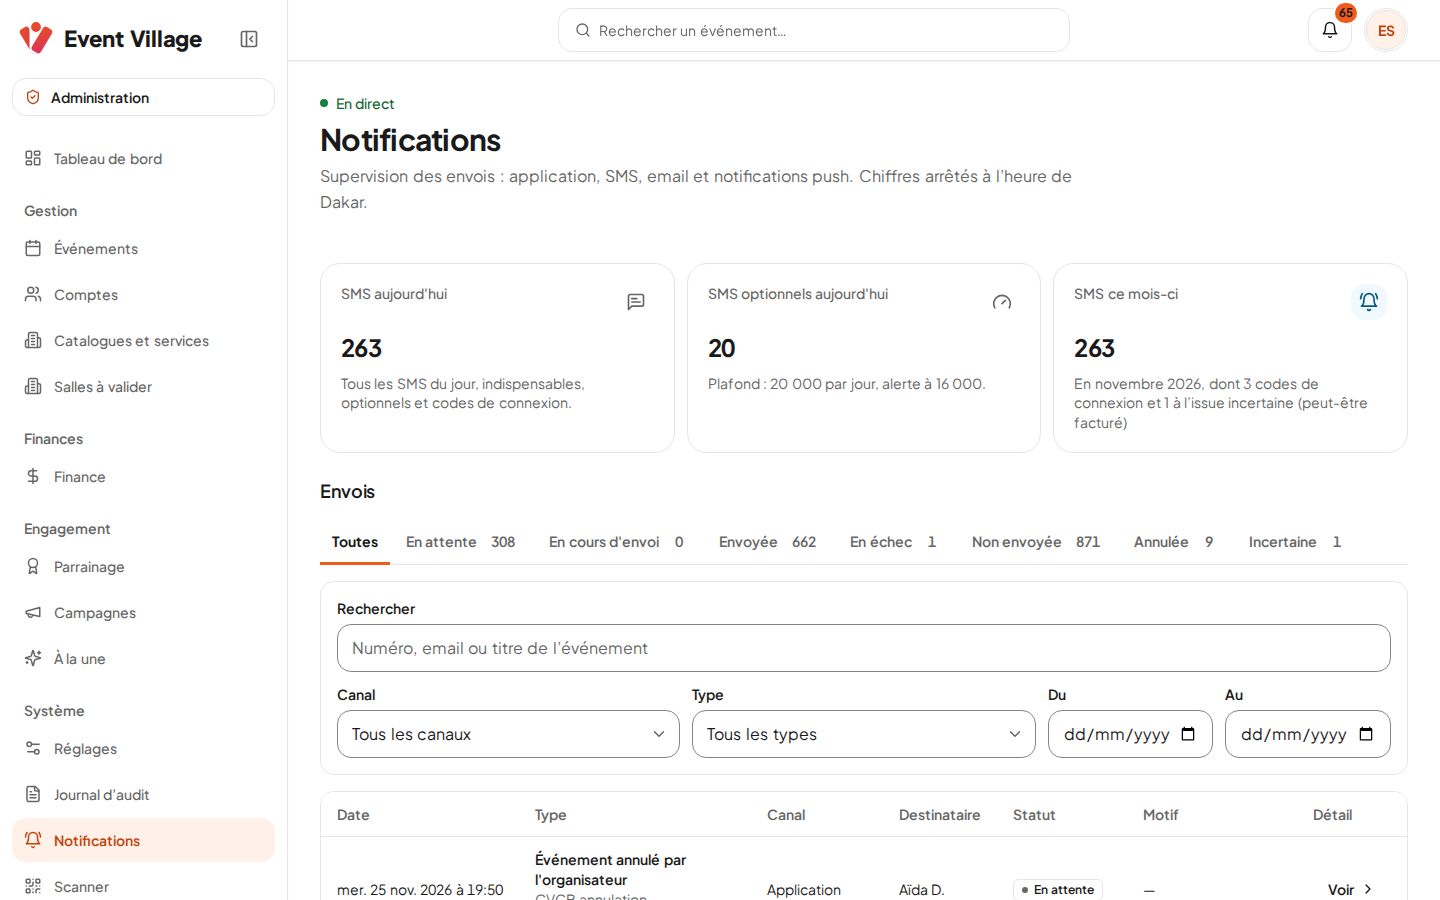 Event Village
Rechercher un événement...
65
ES
Administration
Tableau de bord
Gestion
Événements
Comptes
Catalogues et services
Salles à valider
Finances
Finance
Engagement
Parrainage
Campagnes
À la une
Système
Réglages
Journal d’audit
Notifications
Scanner
En direct
Notifications
Supervision des envois : application, SMS, email et notifications push. Chiffres arrêtés à l’heure de
Dakar.
SMS aujourd'hui
263
Tous les SMS du jour, indispensables,
optionnels et codes de connexion.
SMS optionnels aujourd'hui
20
Plafond : 20 000 par jour, alerte à 16 000.
SMS ce mois-ci
263
En novembre 2026, dont 3 codes de
connexion et 1 à l’issue incertaine (peut-être
facturé)
Envois
Toutes En attente 308 En cours d'envoi 0 Envoyée 662 En échec 1 Non envoyée 871 Annulée 9 Incertaine 1
Rechercher
Numéro, email ou titre de l’événement
Canal Type Du Au
Tous les canaux Tous les types dd/mm/yyyy dd/mm/yyyy
Date Type Canal Destinataire Statut Motif Détail
Événement annulé par
l'organisateur
mer. 25 nov. 2026 à 19:50 Application Aïda D. En attente — Voir